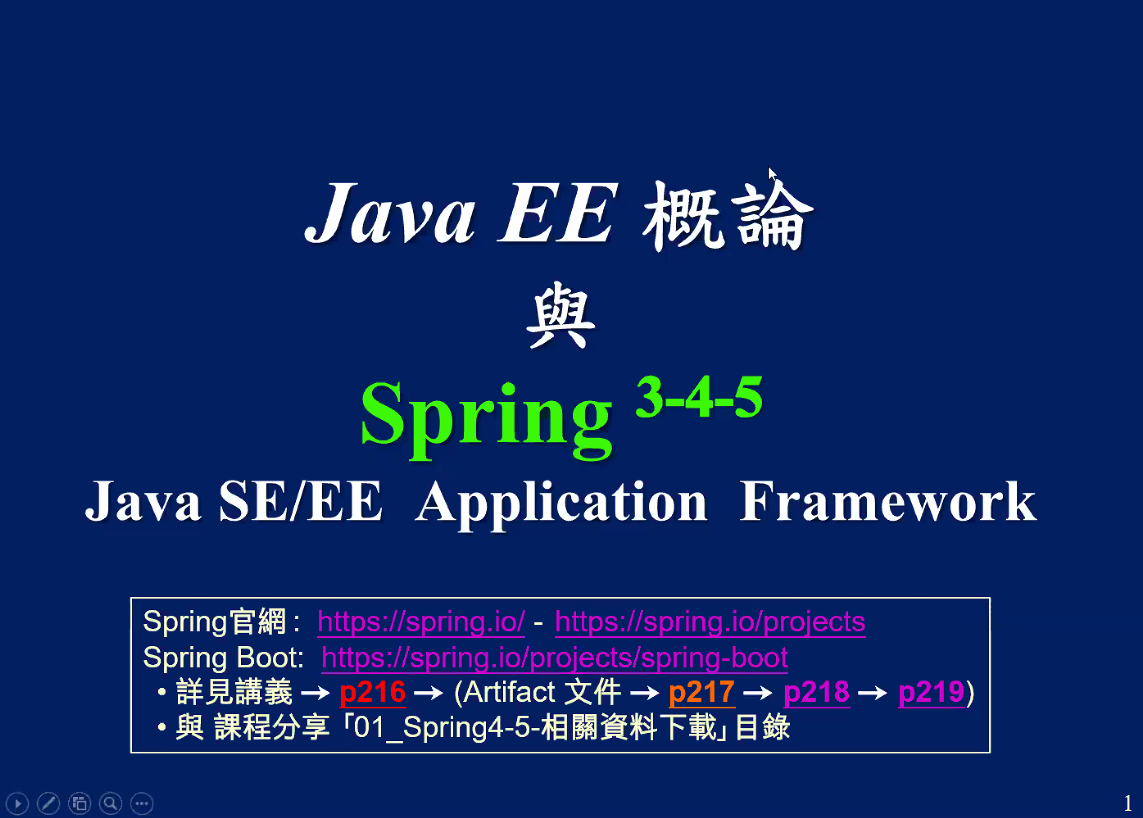 Java EE 概論
與
Spring 3-4-5
Java SE/EE Application Framework
Spring官網 : https://spring.io/ - https://spring.io/projects
Spring Boot: https://spring.io/projects/spring-boot
• 詳見講義 → p216 → (Artifact 文件 → p217 → p218 → p219)
• 與 課程分享「01_Spring4-5-相關資料下載」目錄
1